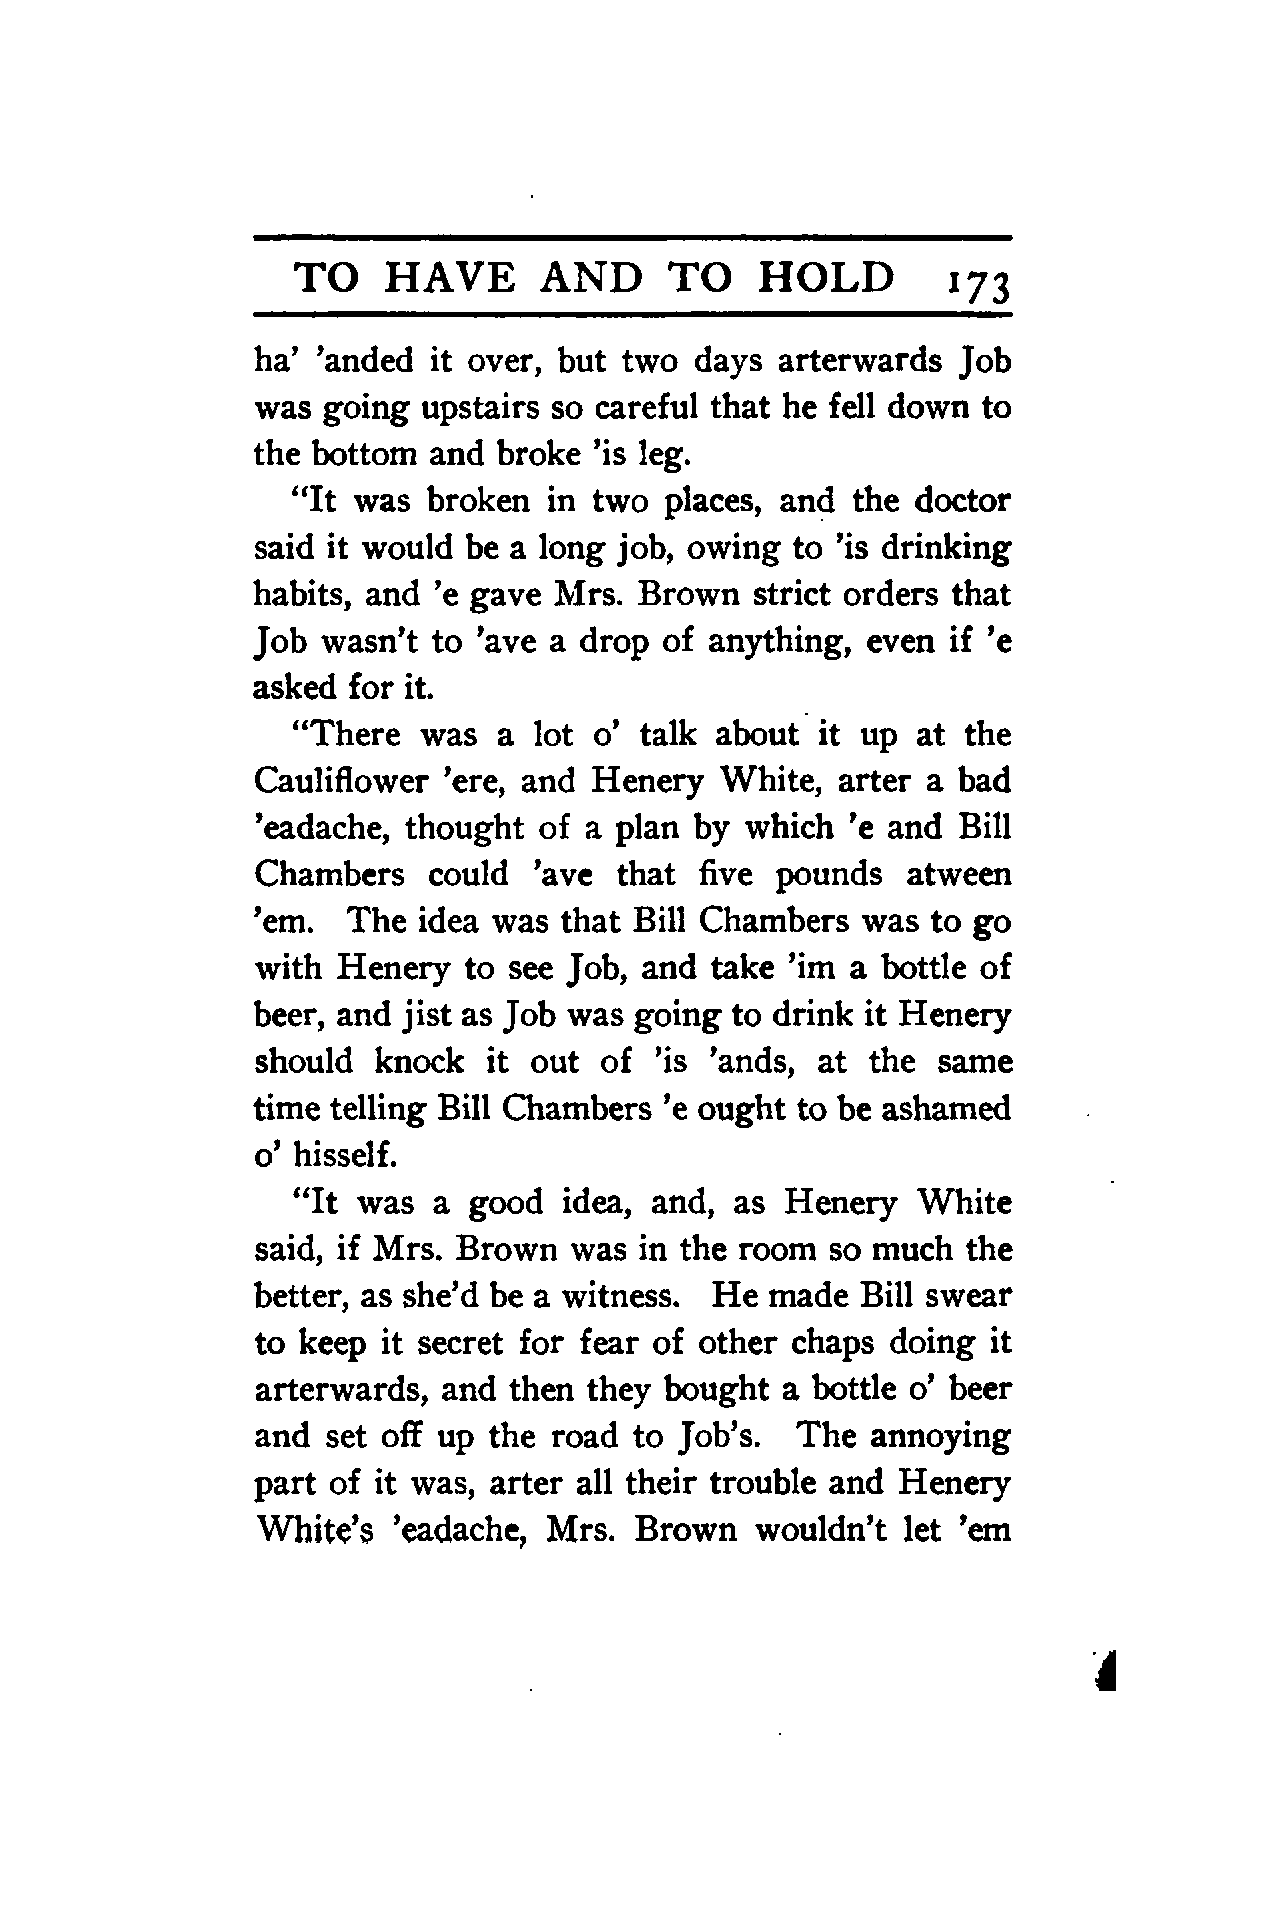 TO HAVE AND TO HOLD 173
ha' 'anded it over, but two days arterwards Job
was going upstairs so careful that he fell down to
the bottom and broke 'is leg.
"It was broken in two places, and the doctor
said it would be a long job, owing to 'is drinking
habits, and 'e gave Mrs. Brown strict orders that
Job wasn't to 'ave a drop of anything, even if 'e
asked for it.
"There was a lot o' talk about it up at the
Cauliflower 'ere, and Henery White, arter a bad
'eadache, thought of a plan by which 'e and Bill
Chambers could 'ave that five pounds atween
'em. The idea was that Bill Chambers was to go
with Henery to see Job, and take 'im a bottle of
beer, and jist as Job was going to drink it Henery
should knock it out of 'is 'ands, at the same
time telling Bill Chambers 'e ought to be ashamed
o' hisself.
"It was a good idea, and, as Henery White
said, if Mrs. Brown was in the room so much the
better, as she'd be a witness. He made Bill swear
to keep it secret for fear of other chaps doing it
arterwards, and then they bought a bottle o' beer
and set off up the road to Job's. The annoying
part of it was, arter all their trouble and Henery
White's 'eadache, Mrs. Brown wouldn't let 'em